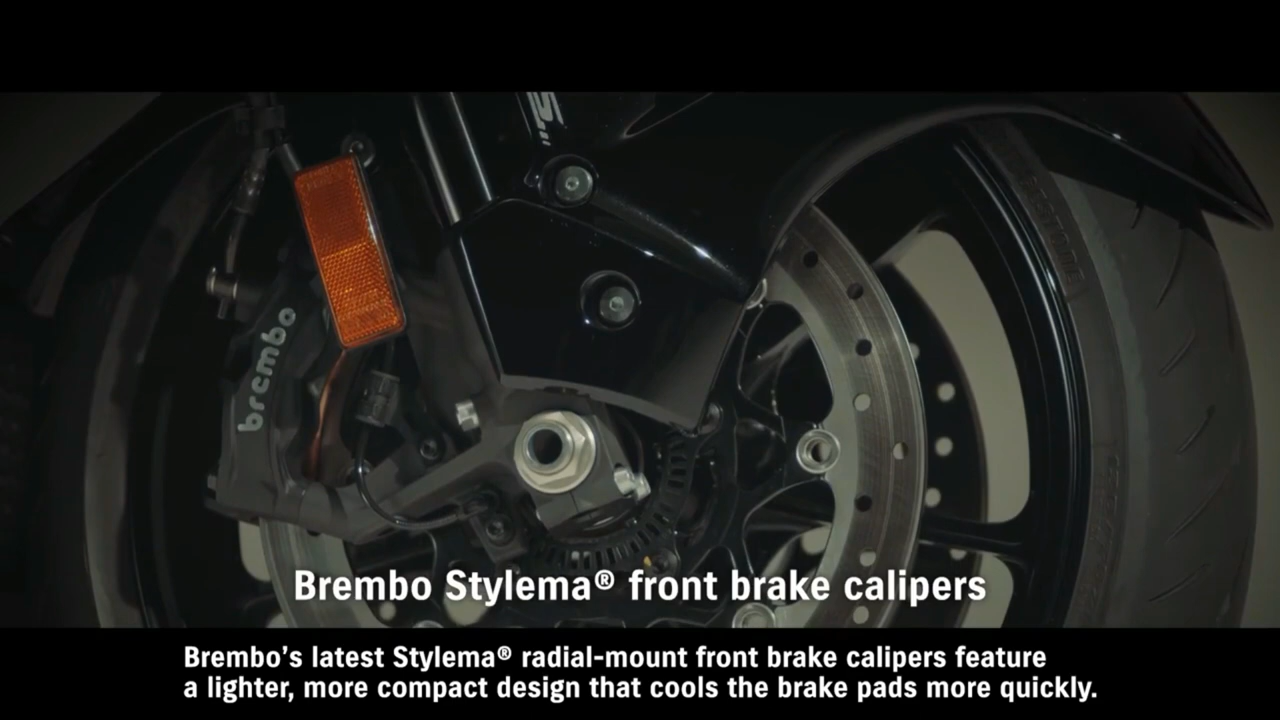 brembo
Brembo Stylema® front brake calipers
Brembo's latest Stylema® radial-mount front brake calipers feature
a lighter, more compact design that cools the brake pads more quickly.